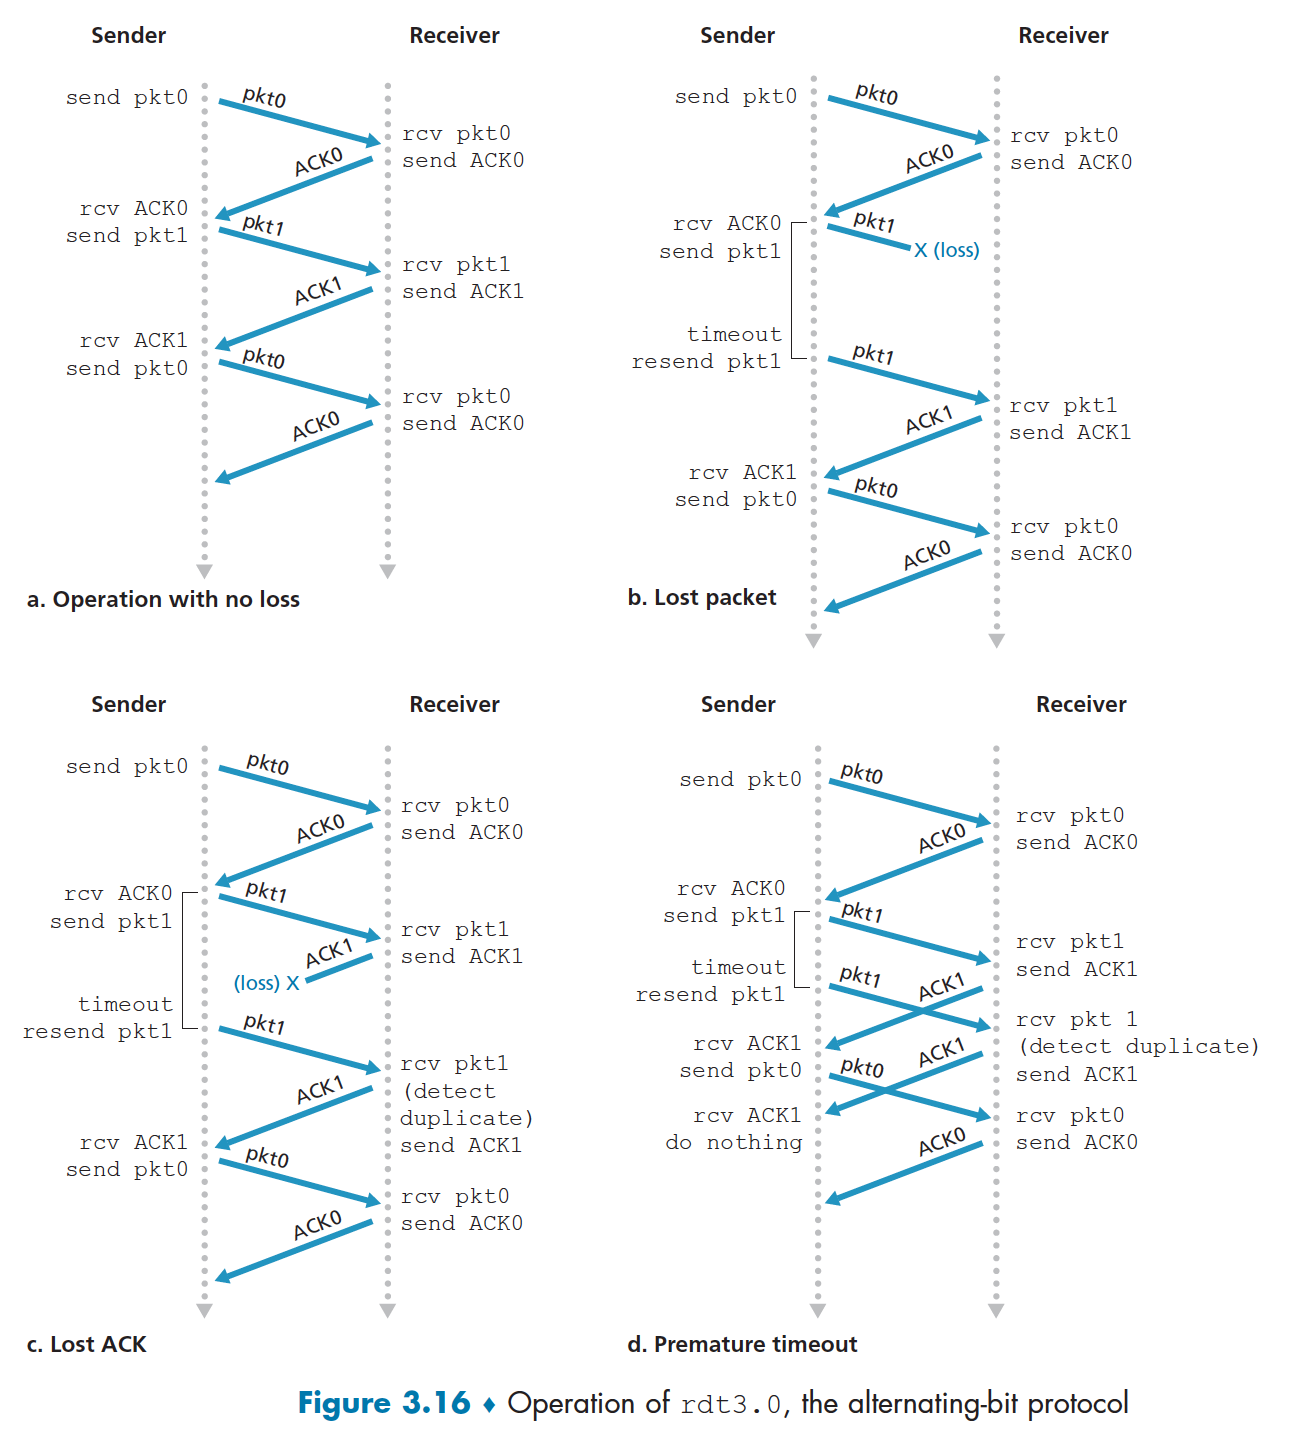 Sender
Receiver
send pkt0
pkt0
rcv pkt0
send ACK0
ACK0
rcv ACK0
send pkt1
pkt1
rcv pkt1
send ACK1
ACK1
rcv ACK1
send pkt0
pkt0
rcv pkt0
send ACK0
ACK0
a. Operation with no loss
Sender
Receiver
send pkt0
pkt0
rcv pkt0
send ACK0
ACK0
rcv ACK0
send pkt1
pkt1
X (loss)
timeout
resend pkt1
pkt1
rcv pkt1
send ACK1
ACK1
rcv ACK1
send pkt0
pkt0
rcv pkt0
send ACK0
ACK0
b. Lost packet
Sender
Receiver
send pkt0
pkt0
rcv pkt0
send ACK0
ACK0
rcv ACK0
send pkt1
pkt1
rcv pkt1
send ACK1
ACK1
(loss) X
timeout
resend pkt1
pkt1
rcv pkt1
(detect
duplicate)
send ACK1
ACK1
rcv ACK1
send pkt0
pkt0
rcv pkt0
send ACK0
ACK0
c. Lost ACK
Sender
Receiver
send pkt0
pkt0
rcv pkt0
send ACK0
ACK0
rcv ACK0
send pkt1
pkt1
rcv pkt1
send ACK1
timeout
resend pkt1
pkt1
ACK1
rcv pkt 1
(detect duplicate)
send ACK1
rcv ACK1
send pkt0
pkt0
ACK1
rcv ACK1
do nothing
rcv pkt0
send ACK0
ACK0
d. Premature timeout
Figure 3.16 ♦ Operation of rdt3.0, the alternating-bit protocol